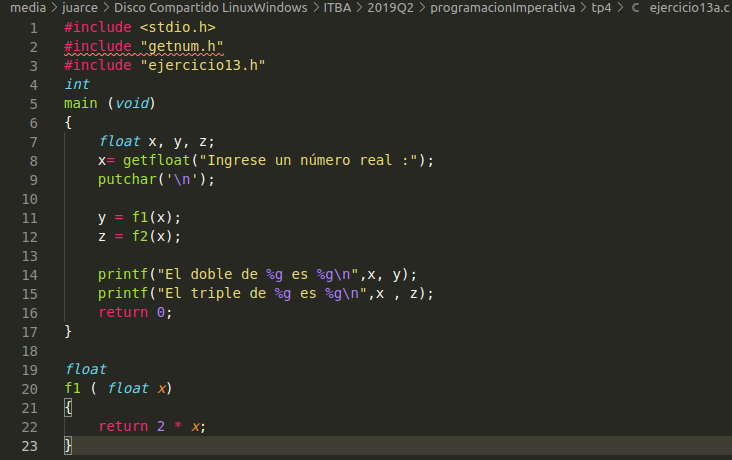 media > juarce > Disco Compartido LinuxWindows > ITBA > 2019Q2 > programacionImperativa > tp4 > C ejercicio13a.c
1 #include <stdio.h>
2 #include "getnum.h"
3 #include "ejercicio13.h"
4 int
5 main (void)
6 {
7     float x, y, z;
8     x= getfloat("Ingrese un número real :");
9     putchar('\n');
10
11     y = f1(x);
12     z = f2(x);
13
14     printf("El doble de %g es %g\n",x, y);
15     printf("El triple de %g es %g\n",x , z);
16     return 0;
17 }
18
19 float
20 f1 ( float x)
21 {
22     return 2 * x;
23 }